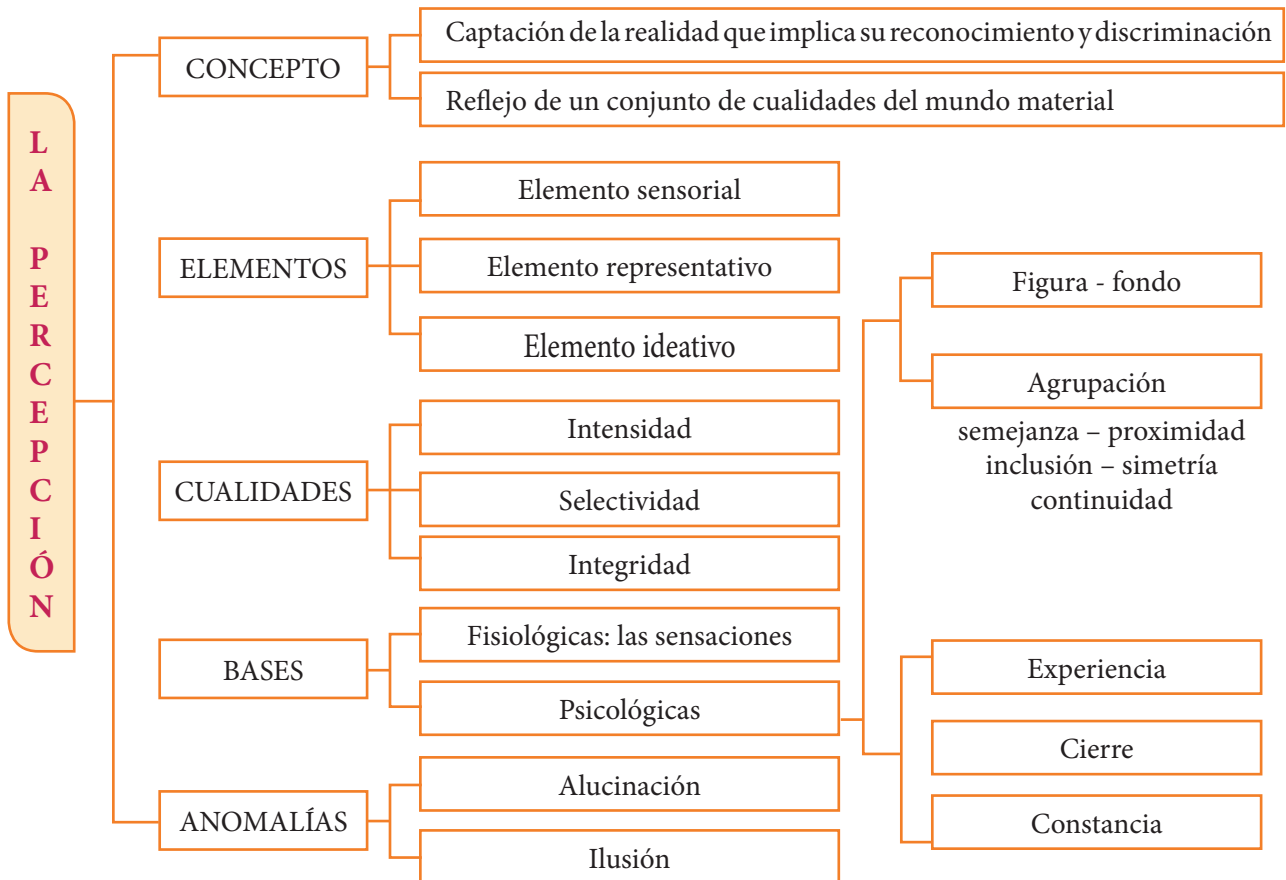 LA PERCEPCIÓN
CONCEPTO
Captación de la realidad que implica su reconocimiento y discriminación
Reflejo de un conjunto de cualidades del mundo material
ELEMENTOS
Elemento sensorial
Elemento representativo
Elemento ideativo
CUALIDADES
Intensidad
Selectividad
Integridad
BASES
Fisiológicas: las sensaciones
Psicológicas
Figura - fondo
Agrupación
semejanza – proximidad
inclusión – simetría
continuidad
Experiencia
Cierre
Constancia
ANOMALÍAS
Alucinación
Ilusión